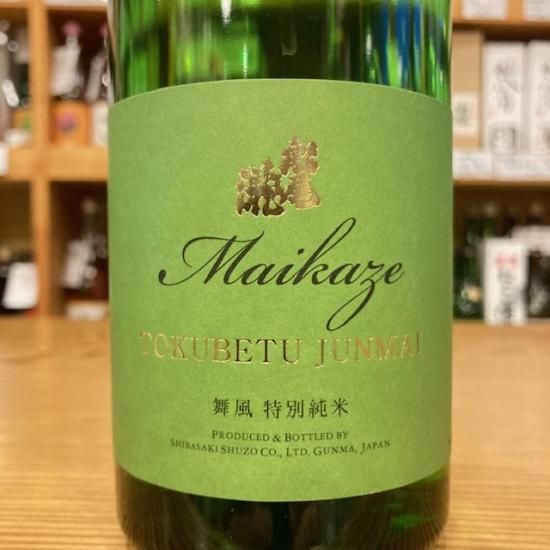 Maikaze
TOKUBETU JUNMAI
舞風 特別純米
PRODUCED & BOTTLED BY
SHIBASAKI SHUZO CO., LTD. GUNMA, JAPAN